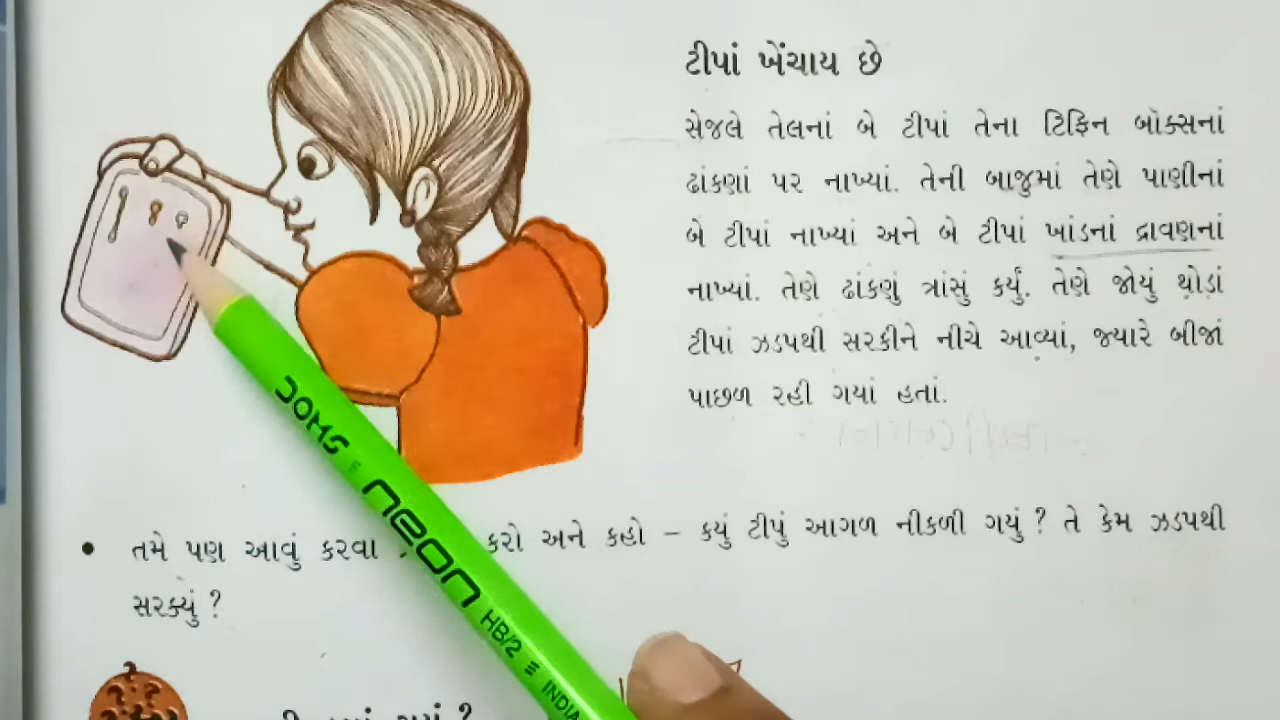 ટીપાં ખેંચાય છે
સેજલે તેલનાં બે ટીપાં તેના ટિફિન બૉક્સનાં
ઢાંકણાં પર નાખ્યાં. તેની બાજુમાં તેણે પાણીનાં
બે ટીપાં નાખ્યાં અને બે ટીપાં ખાંડનાં દ્રાવણનાં
નાખ્યાં. તેણે ઢાંકણું ત્રાંસું કર્યું. તેણે જોયું થોડાં
ટીપાં ઝડપથી સરકીને નીચે આવ્યાં, જ્યારે બીજાં
પાછળ રહી ગયાં હતાં.
તમે પણ આવું કરવા કરો અને કહો – કયું ટીપું આગળ નીકળી ગયું ? તે કેમ ઝડપથી
સરક્યું ?
DOMS neon HB/2 INDIA